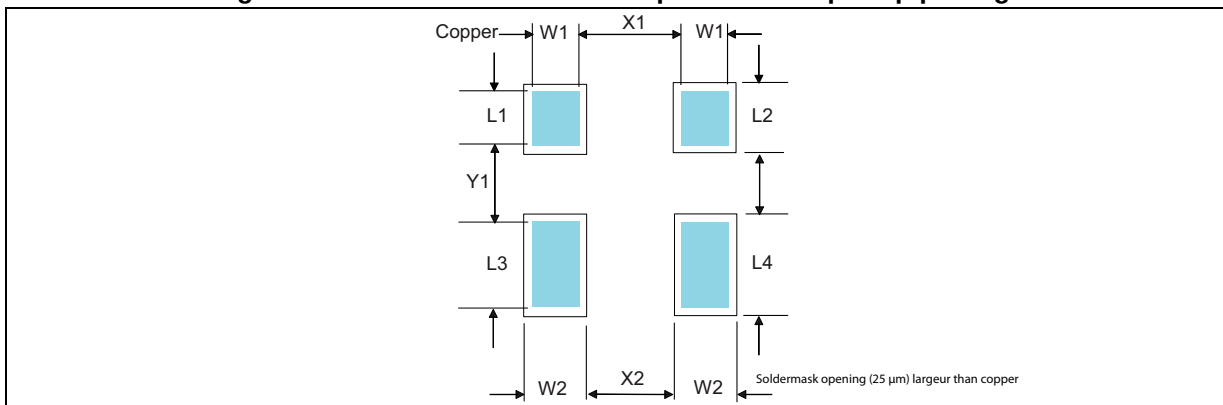 Copper W1 X1 W1
L1 L2
Y1
L3 L4
W2 X2 W2
Soldermask opening (25 μm) largeur than copper